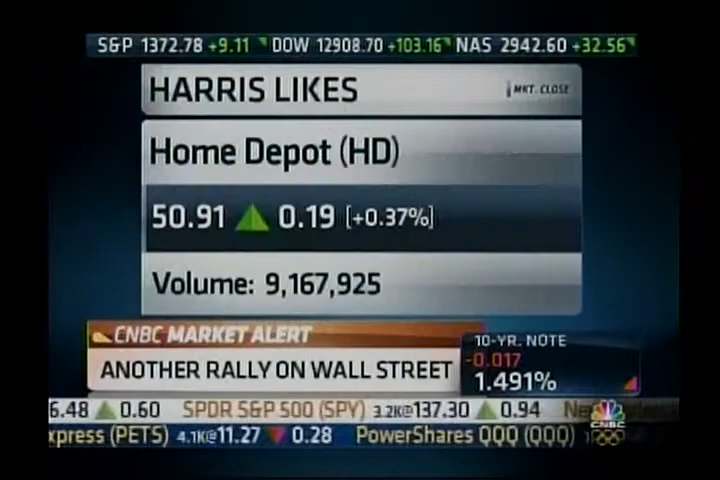 S&P 1372.78 +9.11 DOW 12908.70 +103.16 NAS 2942.60 +32.56
HARRIS LIKES
MKT. CLOSE
Home Depot (HD)
50.91 0.19 [+0.37%]
Volume: 9,167,925
CNBC MARKET ALERT
ANOTHER RALLY ON WALL STREET
10-YR. NOTE
-0.017
1.491%
6.48 0.60 SPDR S&P 500 (SPY) 3.2K@137.30 0.94
xpress (PETS) 4.1K@11.27 0.28 PowerShares QQQ (QQQ)
CNBC